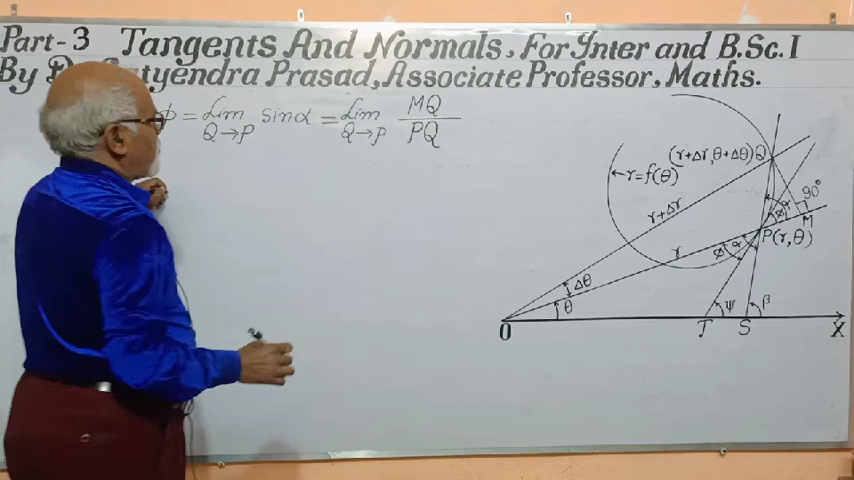 Part-3 Tangents And Normals, For Inter and B.Sc. I
By Prasad, Associate Professor, Maths.
ϕ = Lim Q→P sinα = Lim Q→P MQ/PQ
(r+Δr, θ+Δθ) Q
r=f(θ)
90°
r+Δr
ϕ α
M
P(r,θ)
r
ϕ α
Δθ
θ
ψ
β
O
T
S
X